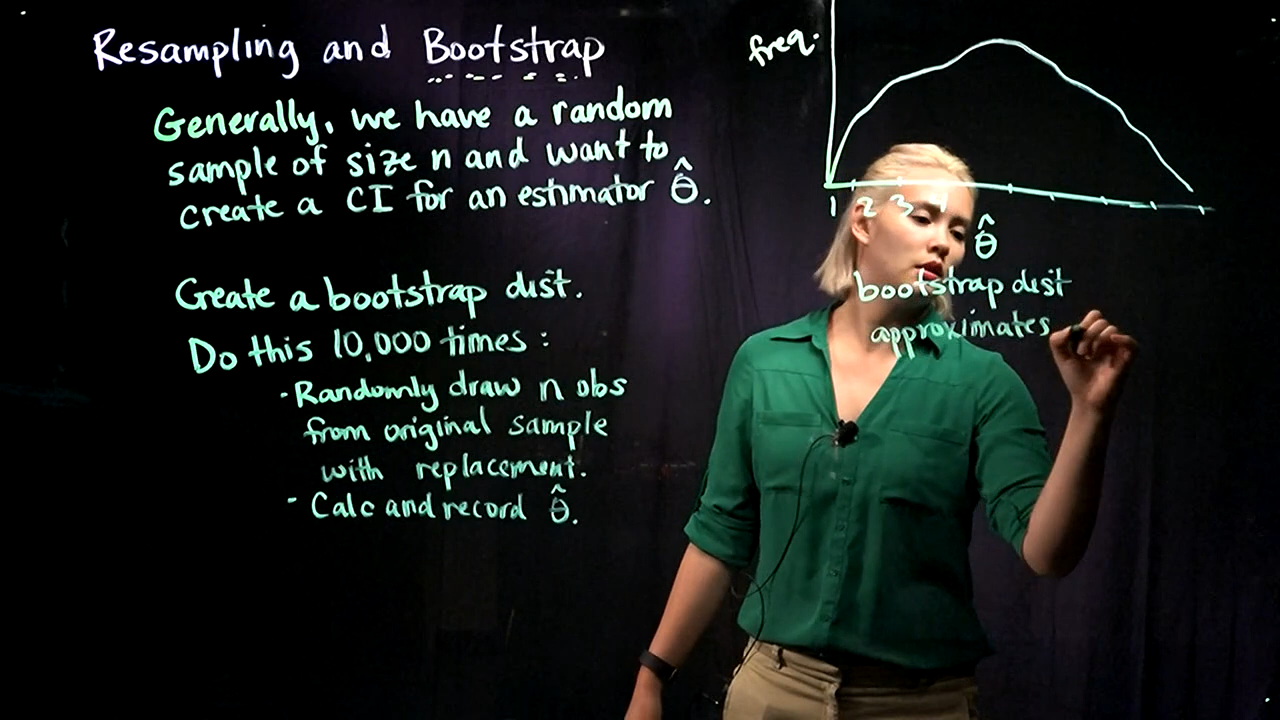 Resampling and Bootstrap
Generally, we have a random
sample of size n and want to
create a CI for an estimator θ̂.
Create a bootstrap dist.
Do this 10,000 times:
- Randomly draw n obs
from original sample
with replacement.
- Calc and record θ̂.
freq.
1 2 3 4
θ̂
bootstrap dist
approximates